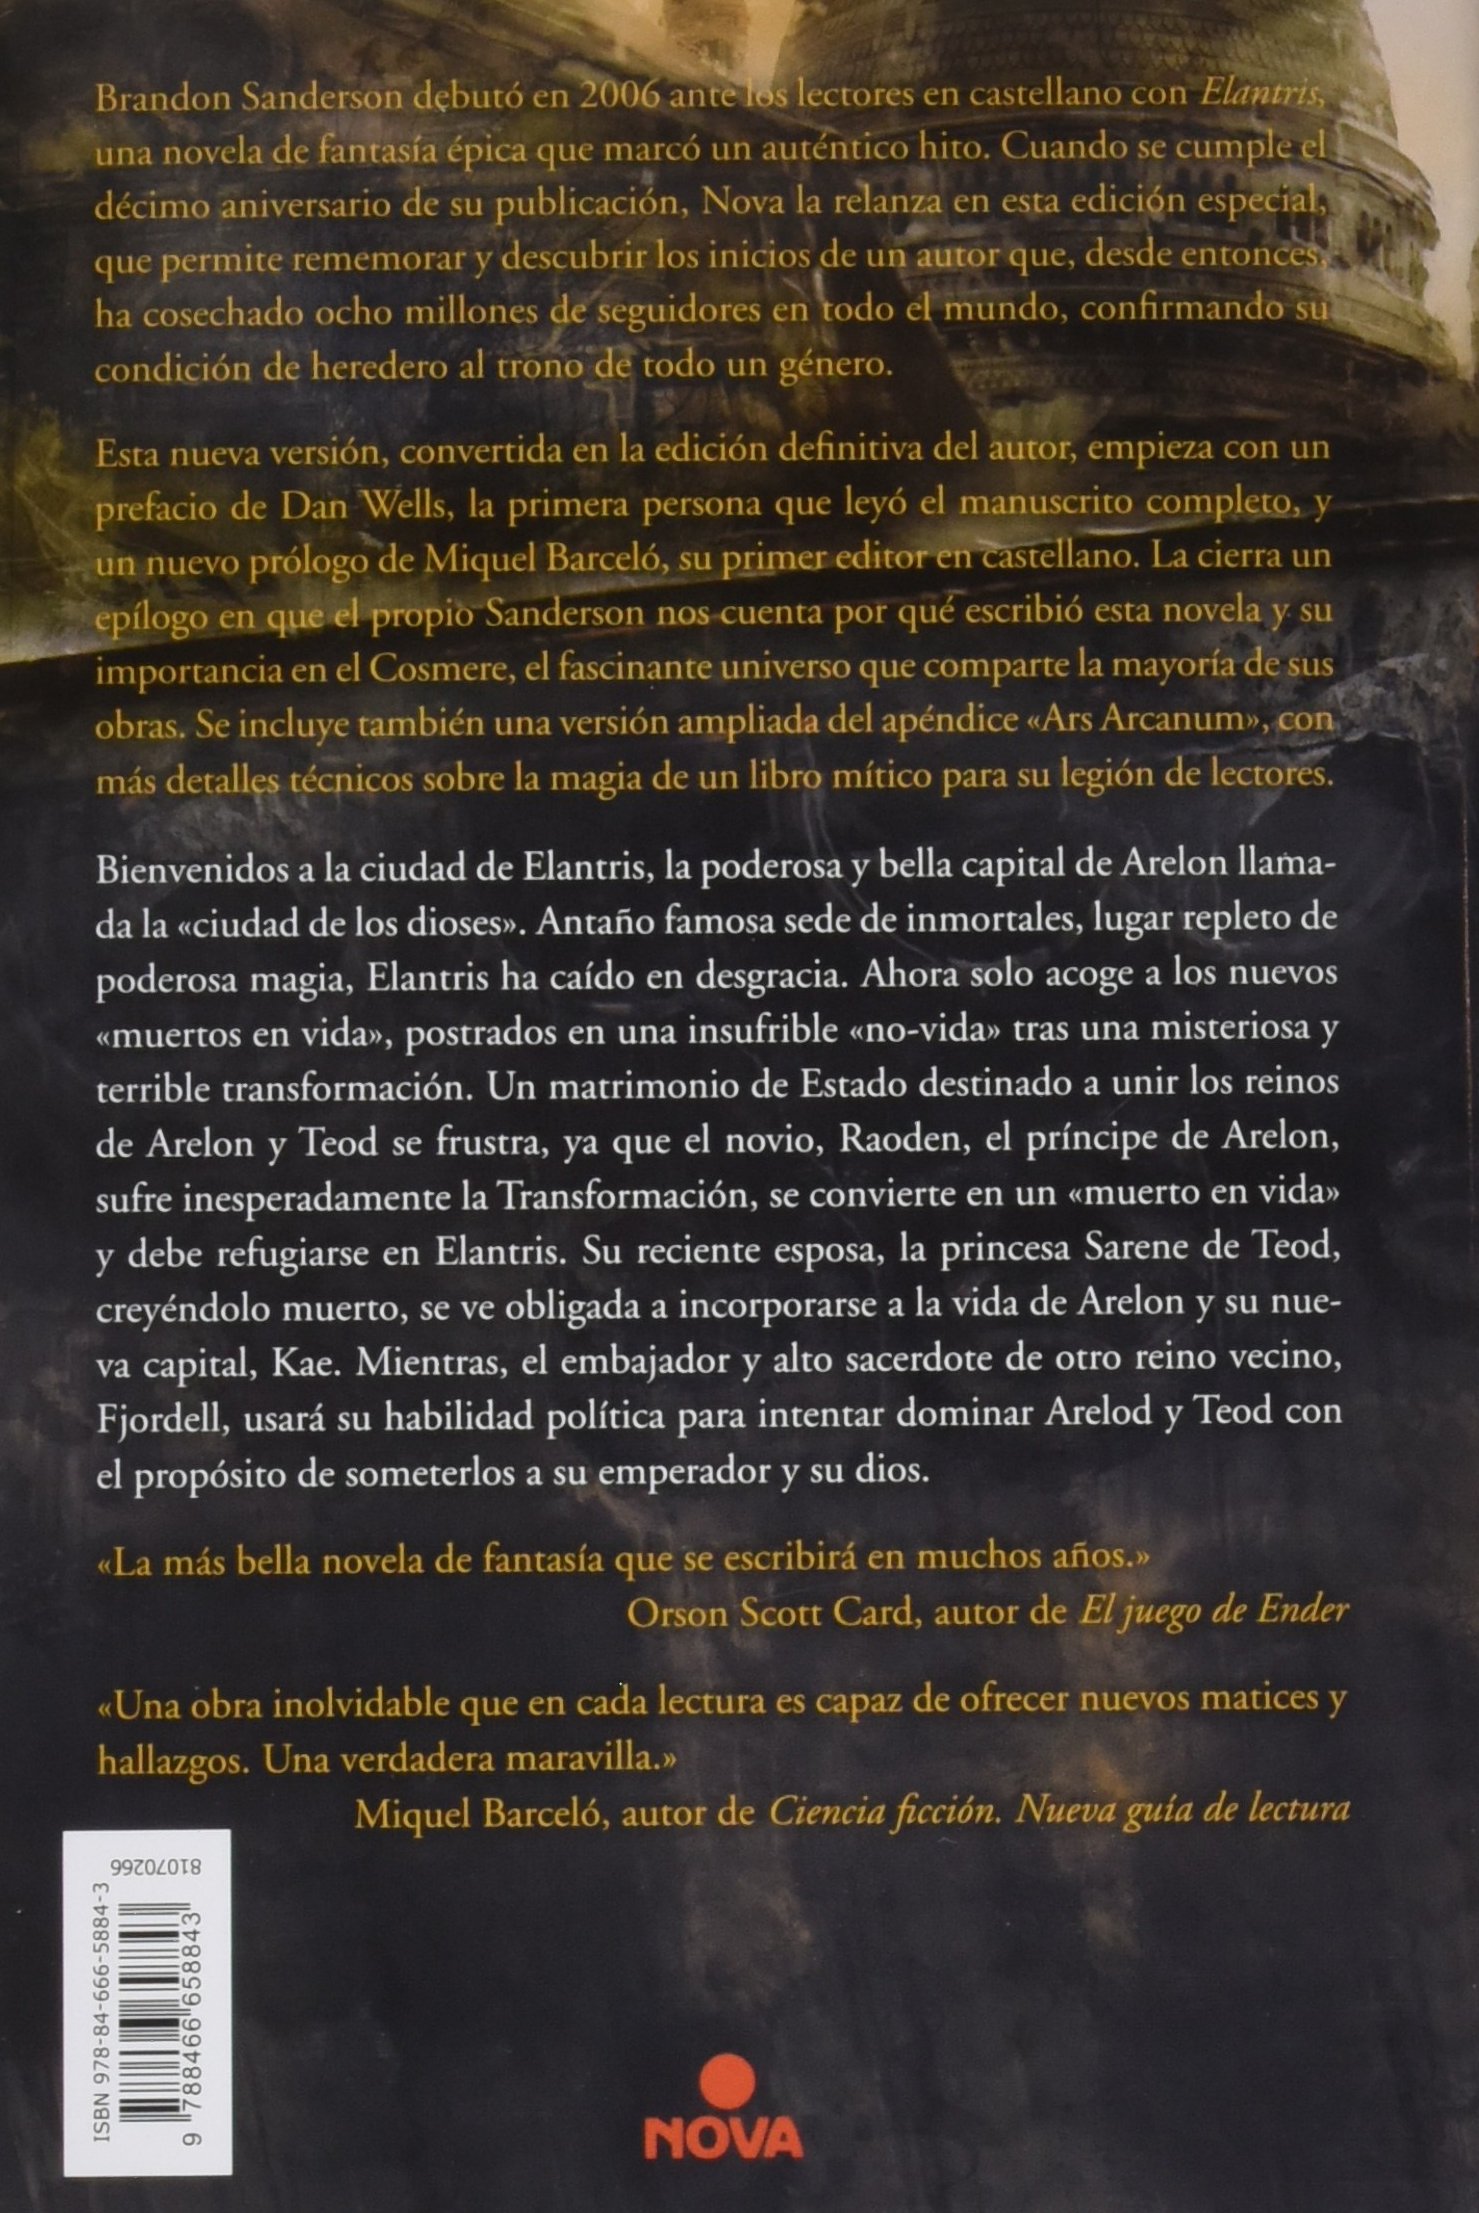 Brandon Sanderson debutó en 2006 ante los lectores en castellano con Elantris,
una novela de fantasía épica que marcó un auténtico hito. Cuando se cumple el
décimo aniversario de su publicación, Nova la relanza en esta edición especial,
que permite rememorar y descubrir los inicios de un autor que, desde entonces,
ha cosechado ocho millones de seguidores en todo el mundo, confirmando su
condición de heredero al trono de todo un género.
Esta nueva versión, convertida en la edición definitiva del autor, empieza con un
prefacio de Dan Wells, la primera persona que leyó el manuscrito completo, y
un nuevo prólogo de Miquel Barceló, su primer editor en castellano. La cierra un
epílogo en que el propio Sanderson nos cuenta por qué escribió esta novela y su
importancia en el Cosmere, el fascinante universo que comparte la mayoría de sus
obras. Se incluye también una versión ampliada del apéndice «Ars Arcanum», con
más detalles técnicos sobre la magia de un libro mítico para su legión de lectores.
Bienvenidos a la ciudad de Elantris, la poderosa y bella capital de Arelon llama-
da la «ciudad de los dioses». Antaño famosa sede de inmortales, lugar repleto de
poderosa magia, Elantris ha caído en desgracia. Ahora solo acoge a los nuevos
«muertos en vida», postrados en una insufrible «no-vida» tras una misteriosa y
terrible transformación. Un matrimonio de Estado destinado a unir los reinos
de Arelon y Teod se frustra, ya que el novio, Raoden, el príncipe de Arelon,
sufre inesperadamente la Transformación, se convierte en un «muerto en vida»
y debe refugiarse en Elantris. Su reciente esposa, la princesa Sarene de Teod,
creyéndolo muerto, se ve obligada a incorporarse a la vida de Arelon y su nue-
va capital, Kae. Mientras, el embajador y alto sacerdote de otro reino vecino,
Fjordell, usará su habilidad política para intentar dominar Arelod y Teod con
el propósito de someterlos a su emperador y su dios.
«La más bella novela de fantasía que se escribirá en muchos años.»
Orson Scott Card, autor de El juego de Ender
«Una obra inolvidable que en cada lectura es capaz de ofrecer nuevos matices y
hallazgos. Una verdadera maravilla.»
Miquel Barceló, autor de Ciencia ficción. Nueva guía de lectura
81070266
ISBN 978-84-666-5884-3
9 788466 658843
NOVA